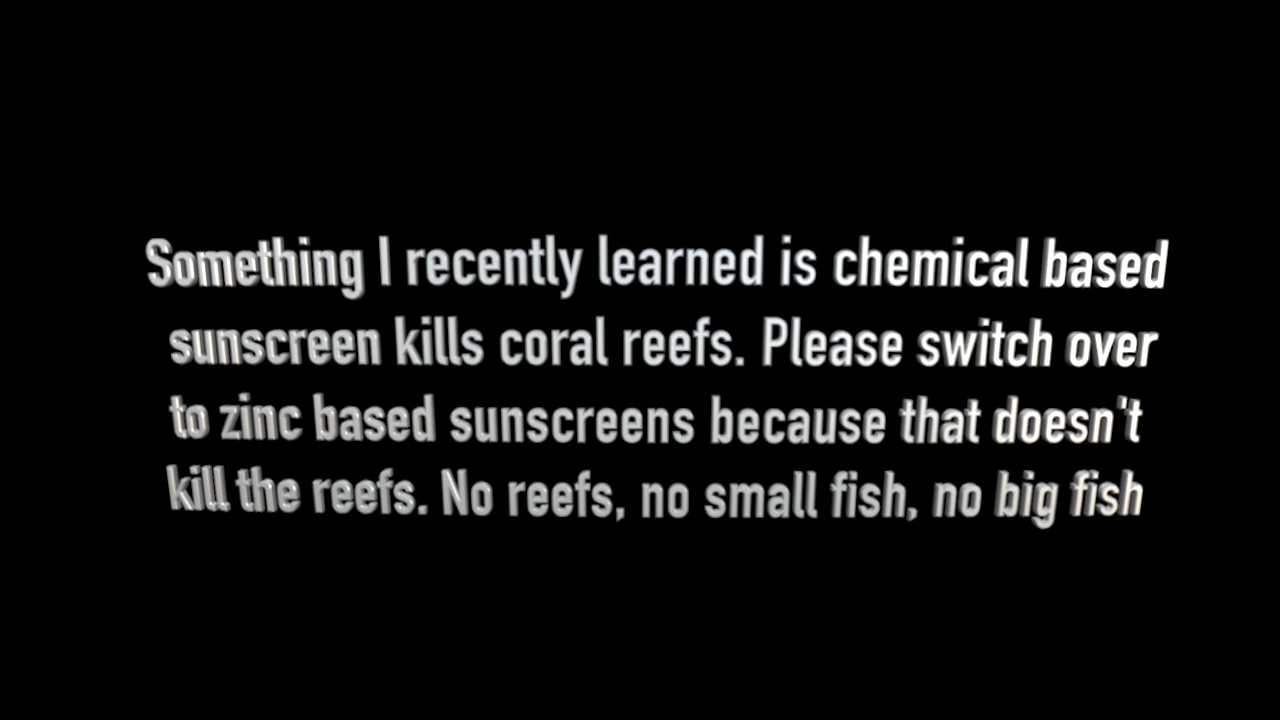 Something I recently learned is chemical based
sunscreen kills coral reefs. Please switch over
to zinc based sunscreens because that doesn't
kill the reefs. No reefs, no small fish, no big fish